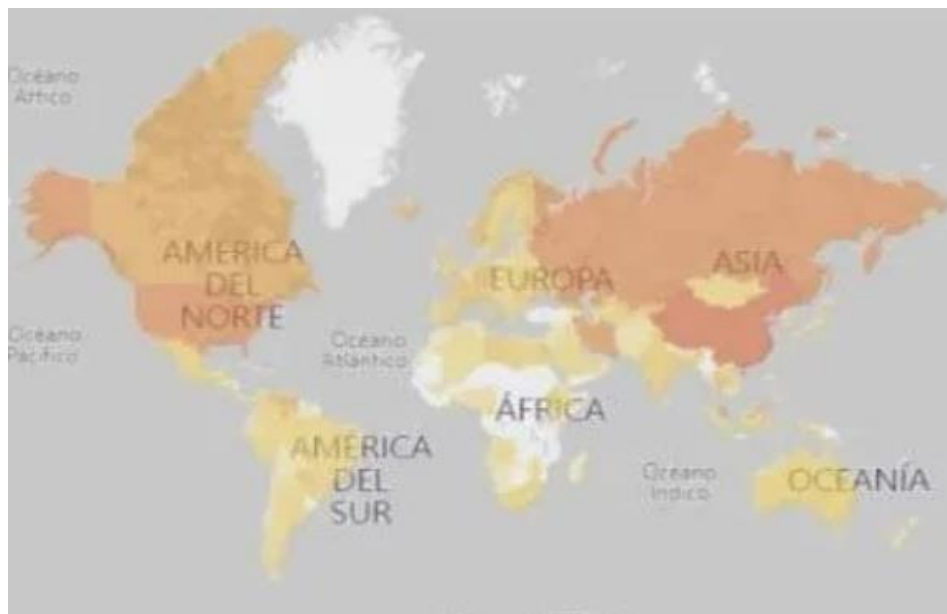 Océano
Ártico
AMERICA
DEL
NORTE
EUROPA
ASIA
Océano
Pacífico
Océano
Atlántico
ÁFRICA
AMÉRICA
DEL
SUR
Océano
Índico
OCEANÍA